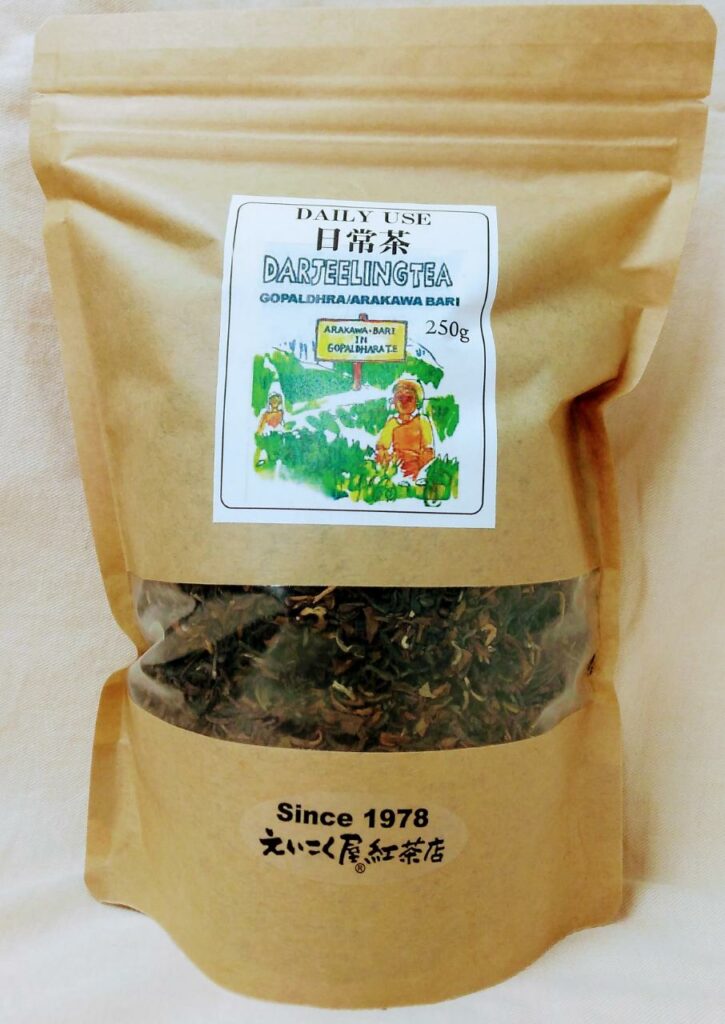 DAILY USE
日常茶
DARJEELINGTEA
GOPALDHRA/ARAKAWA BARI
250g
ARAKAWA・BARI
IN
GOPALDHARA T.E
Since 1978
えいこく屋紅茶店
®